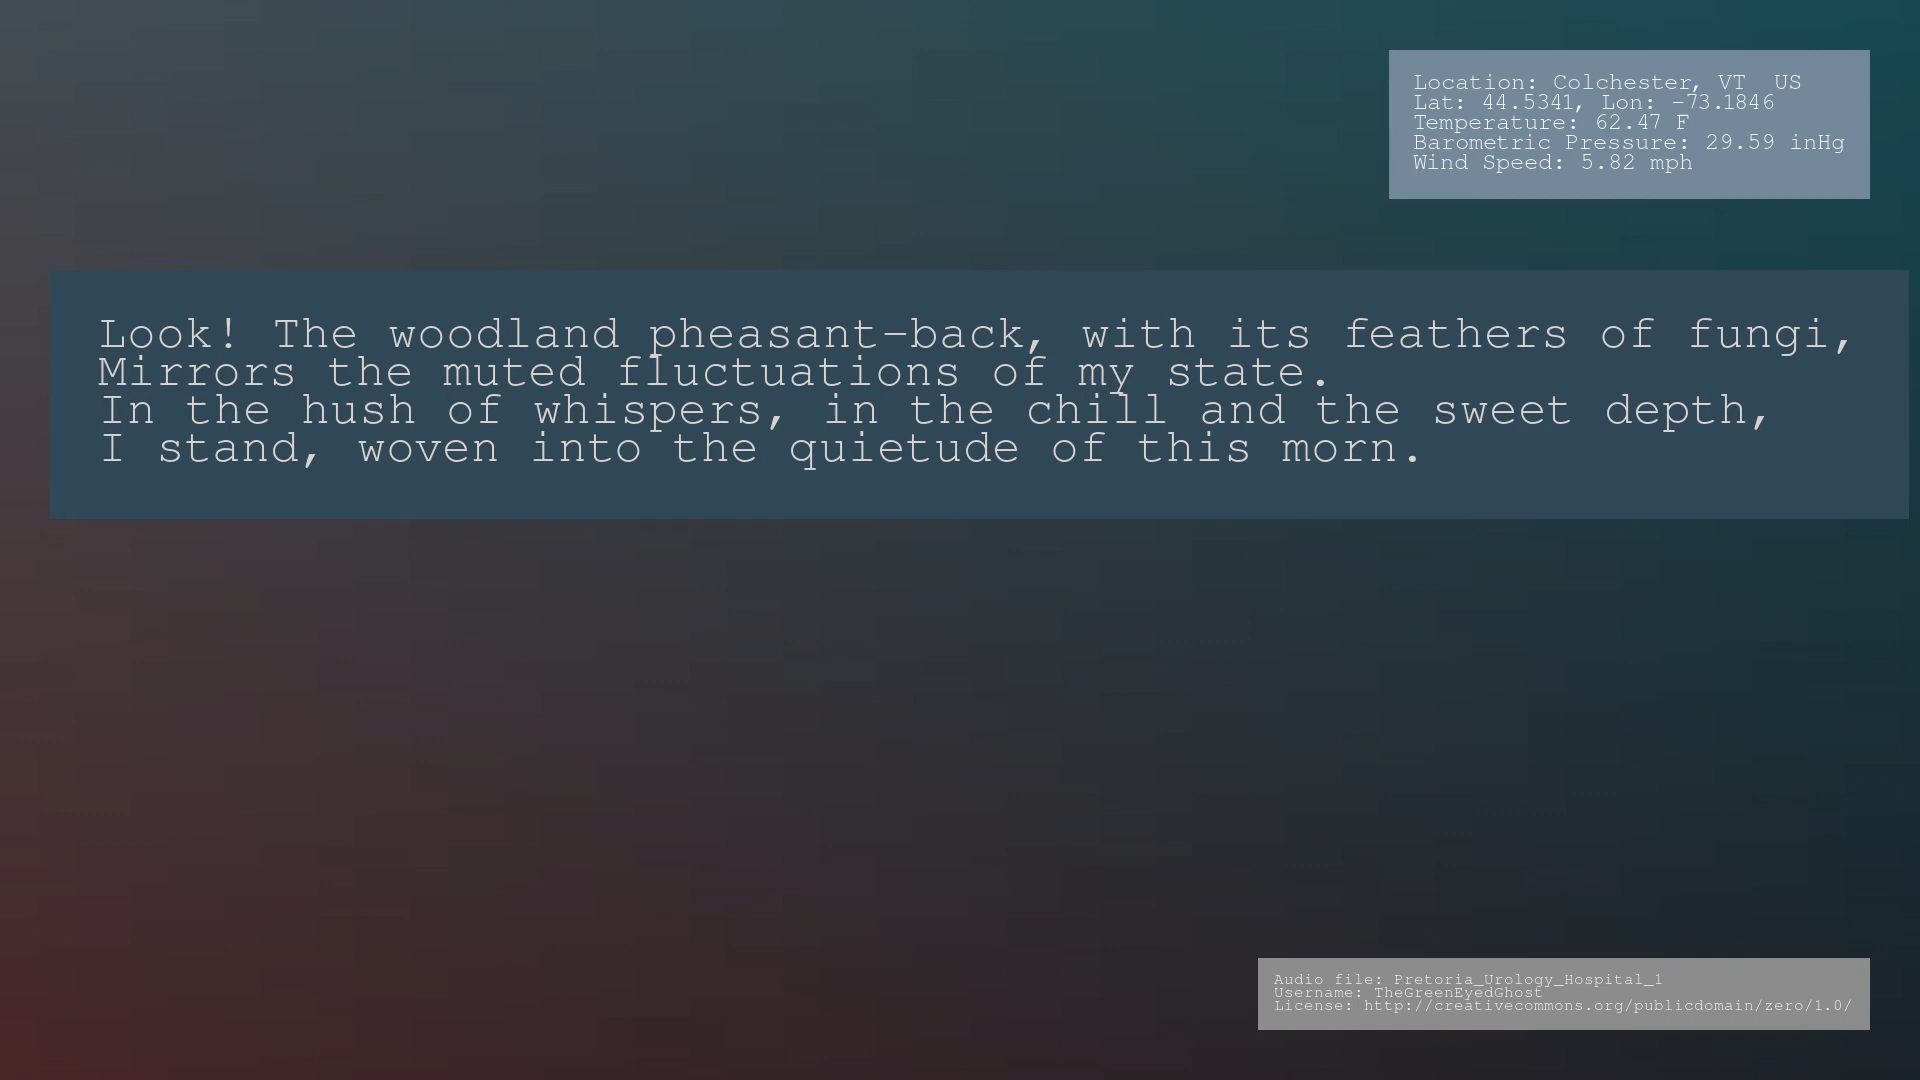 Location: Colchester, VT  US
Lat: 44.5341, Lon: -73.1846
Temperature: 62.47 F
Barometric Pressure: 29.59 inHg
Wind Speed: 5.82 mph
Look! The woodland pheasant-back, with its feathers of fungi,
Mirrors the muted fluctuations of my state.
In the hush of whispers, in the chill and the sweet depth,
I stand, woven into the quietude of this morn.
Audio file: Pretoria_Urology_Hospital_1
Username: TheGreenEyedGhost
License: http://creativecommons.org/publicdomain/zero/1.0/